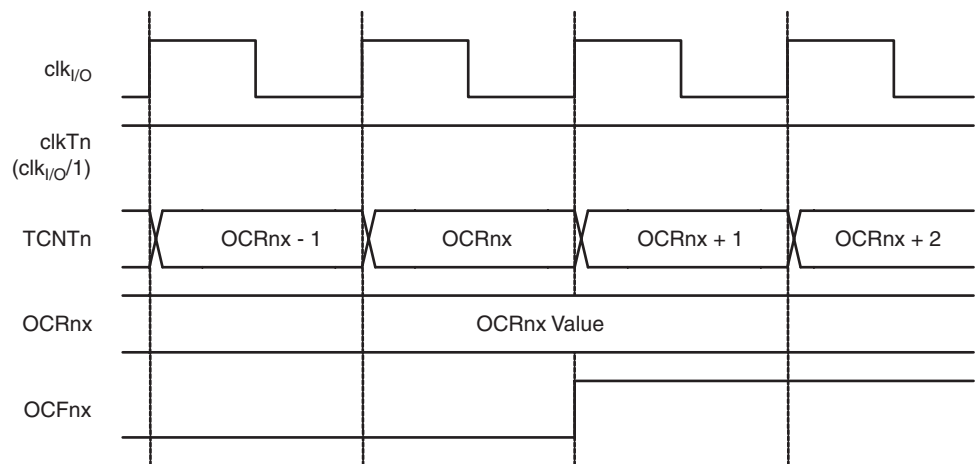 clkI/O
clkTn
(clkI/O/1)
TCNTn
OCRnx - 1
OCRnx
OCRnx + 1
OCRnx + 2
OCRnx
OCRnx Value
OCFnx